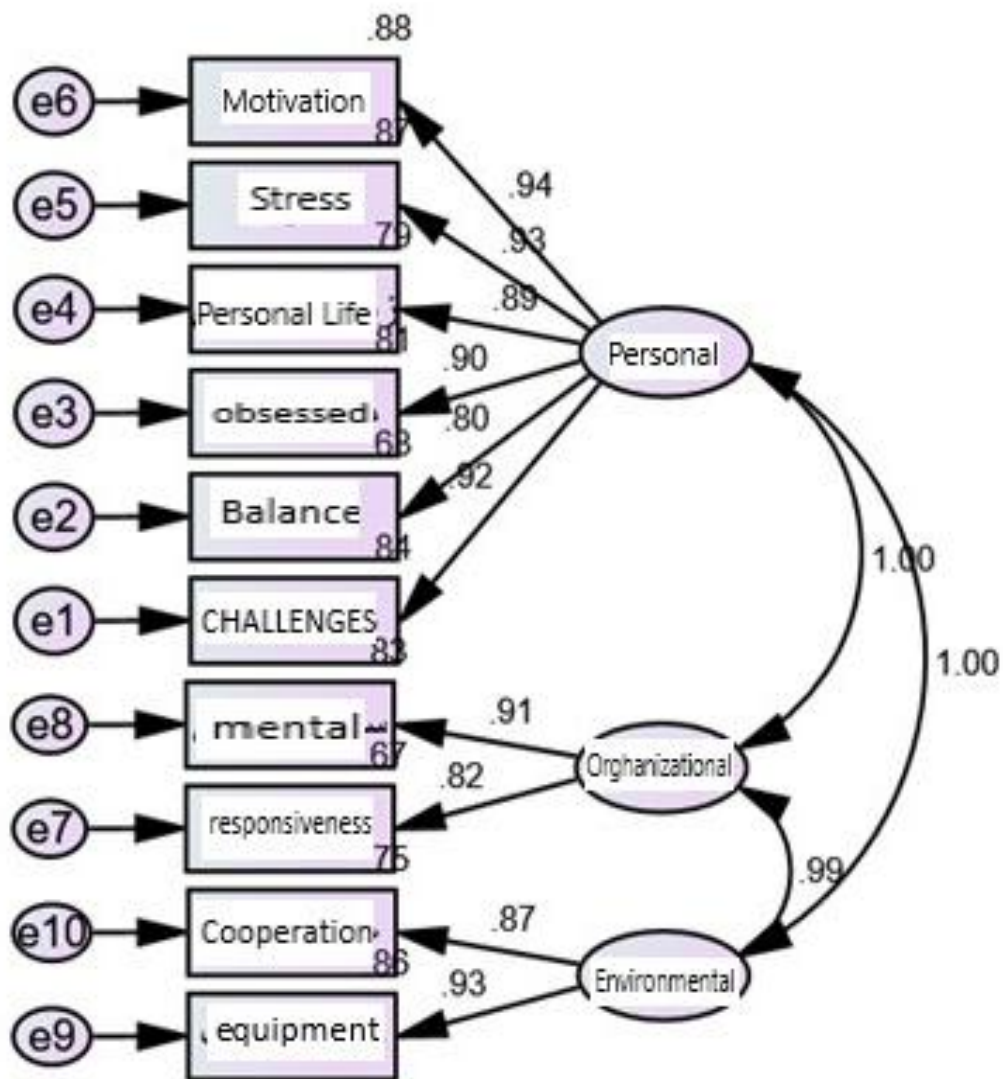 .88
e6
Motivation
.94
87
e5
Stress
.93
79
e4
Personal Life
.89
81
Personal
e3
obsessed
.90
63
e2
Balance
.80
84
e1
CHALLENGES
.92
83
1.00
1.00
e8
mental
.91
67
Orghanizational
e7
responsiveness
.82
75
.99
e10
Cooperation
.87
86
Environmental
e9
equipment
.93